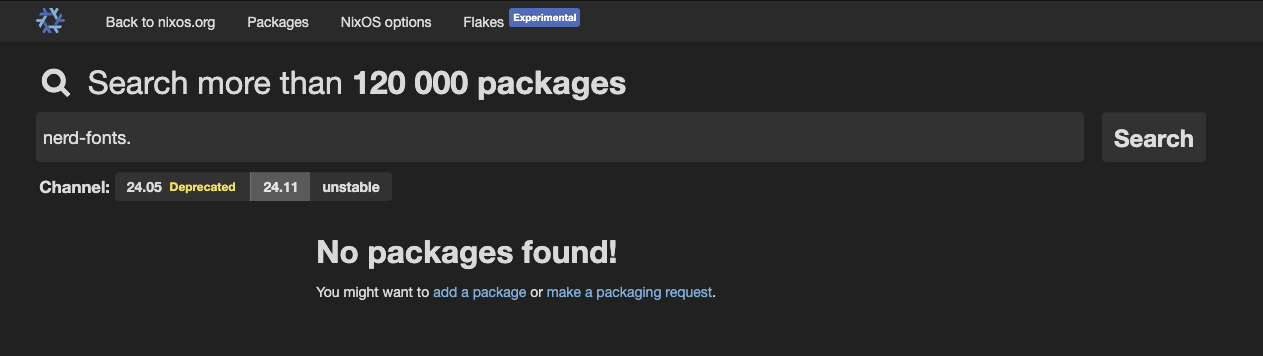 Back to nixos.org Packages NixOS options Flakes Experimental
Search more than 120 000 packages
nerd-fonts. Search
Channel: 24.05 Deprecated 24.11 unstable
No packages found!
You might want to add a package or make a packaging request.